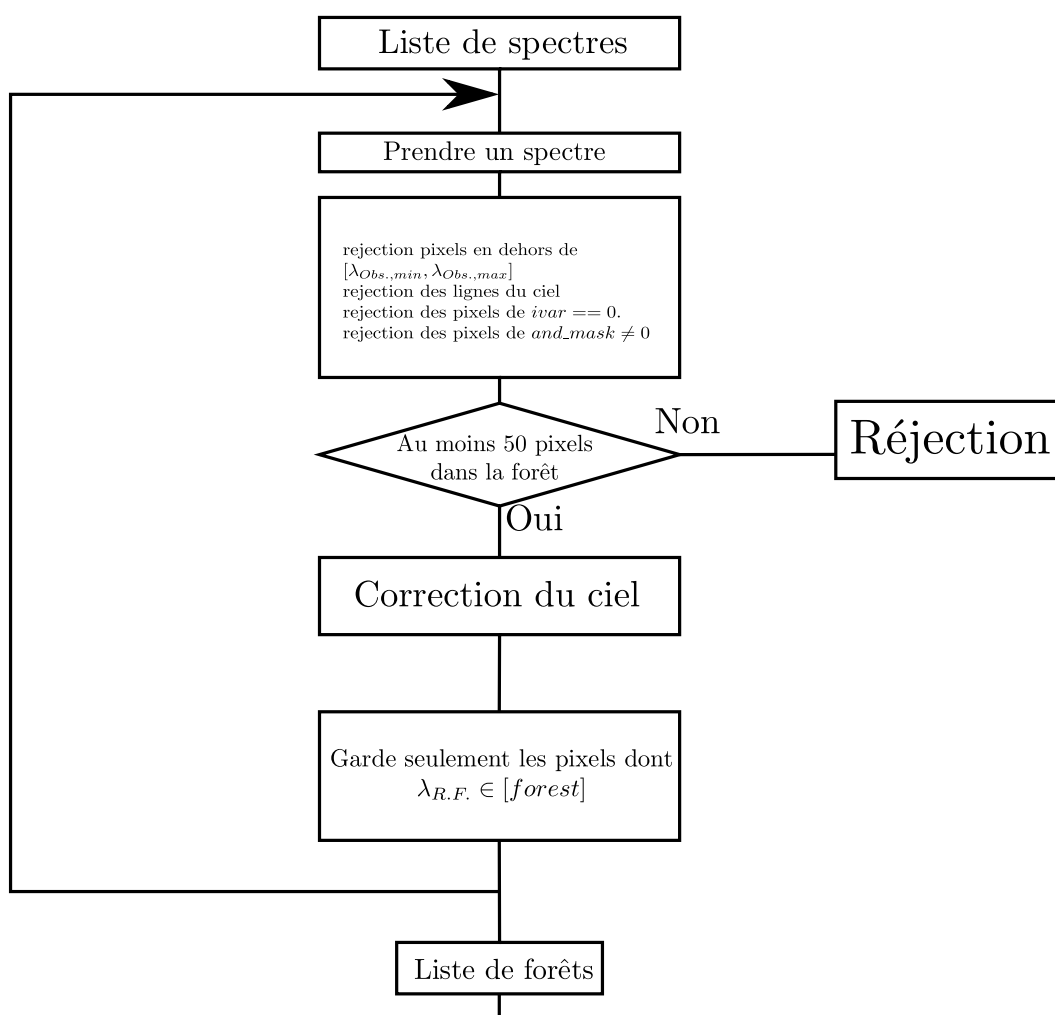 Liste de spectres
Prendre un spectre
rejection pixels en dehors de
[λ_{Obs.,min}, λ_{Obs.,max}]
rejection des lignes du ciel
rejection des pixels de ivar == 0.
rejection des pixels de and_mask ≠ 0
Non
Au moins 50 pixels
dans la forêt
Réjection
Oui
Correction du ciel
Garde seulement les pixels dont
λ_{R.F.} ∈ [forest]
Liste de forêts